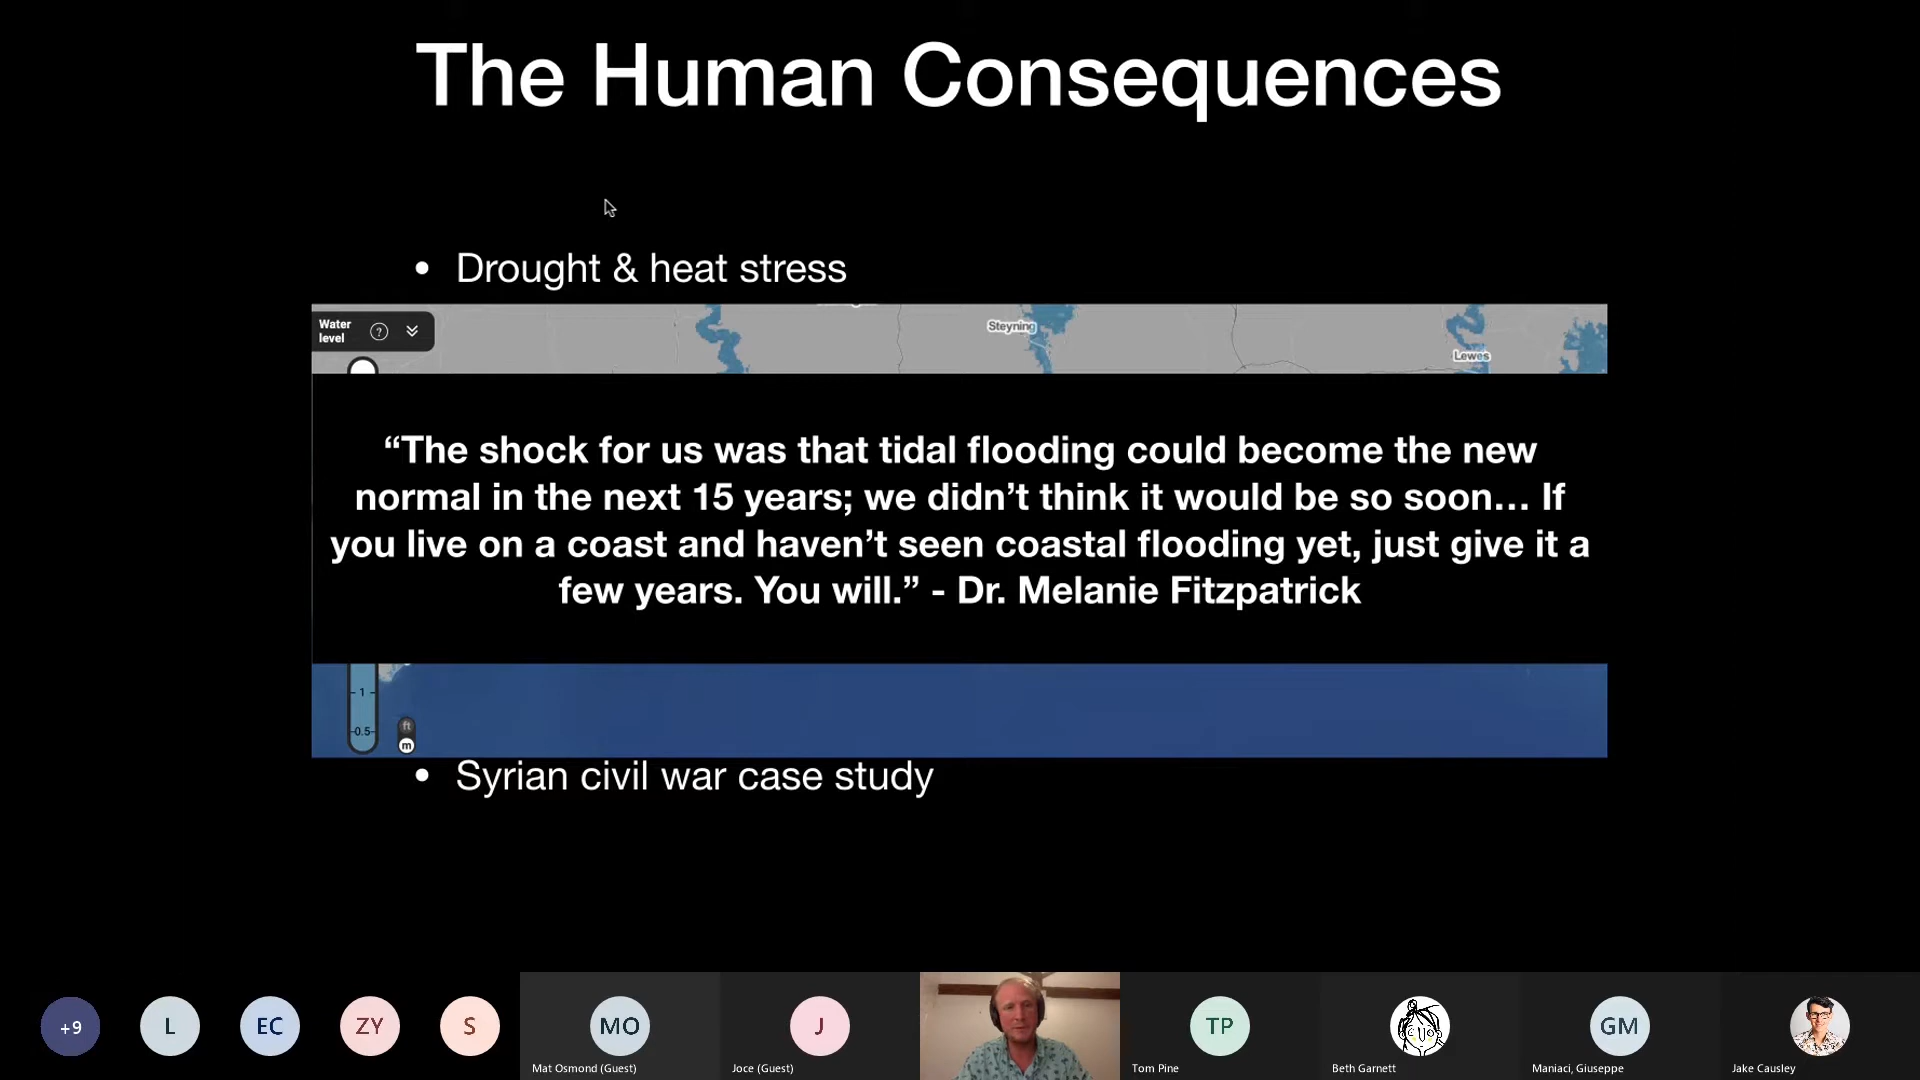 The Human Consequences
• Drought & heat stress
Water
level
?
Steyning
Lewes
“The shock for us was that tidal flooding could become the new
normal in the next 15 years; we didn’t think it would be so soon… If
you live on a coast and haven’t seen coastal flooding yet, just give it a
few years. You will.” - Dr. Melanie Fitzpatrick
1
0.5
ft
m
• Syrian civil war case study
+9
L
EC
ZY
S
MO
J
TP
GM
Mat Osmond (Guest)
Joce (Guest)
Tom Pine
Beth Garnett
Maniaci, Giuseppe
Jake Causley